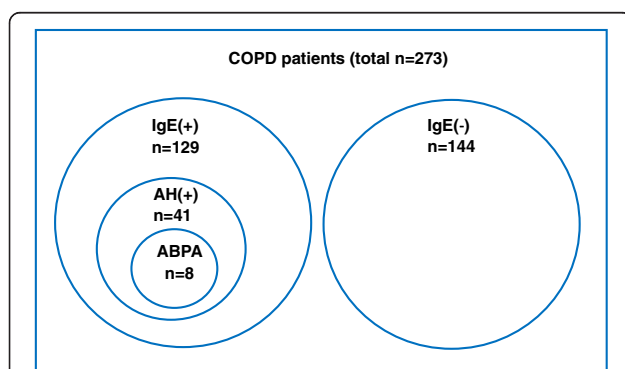 COPD patients (total n=273)
IgE(+)
n=129
IgE(-)
n=144
AH(+)
n=41
ABPA
n=8